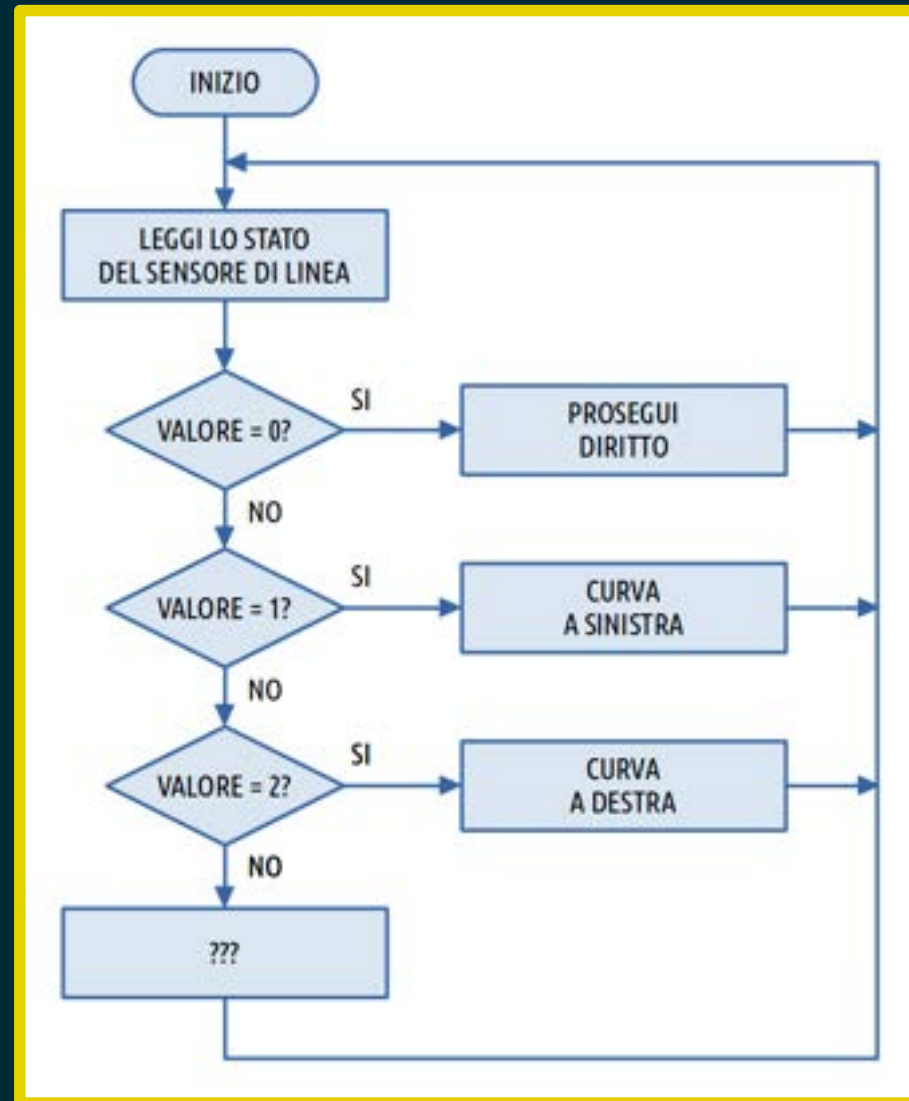 INIZIO
LEGGI LO STATO
DEL SENSORE DI LINEA
VALORE = 0?
SI
PROSEGUI
DIRITTO
NO
VALORE = 1?
SI
CURVA
A SINISTRA
NO
VALORE = 2?
SI
CURVA
A DESTRA
NO
???